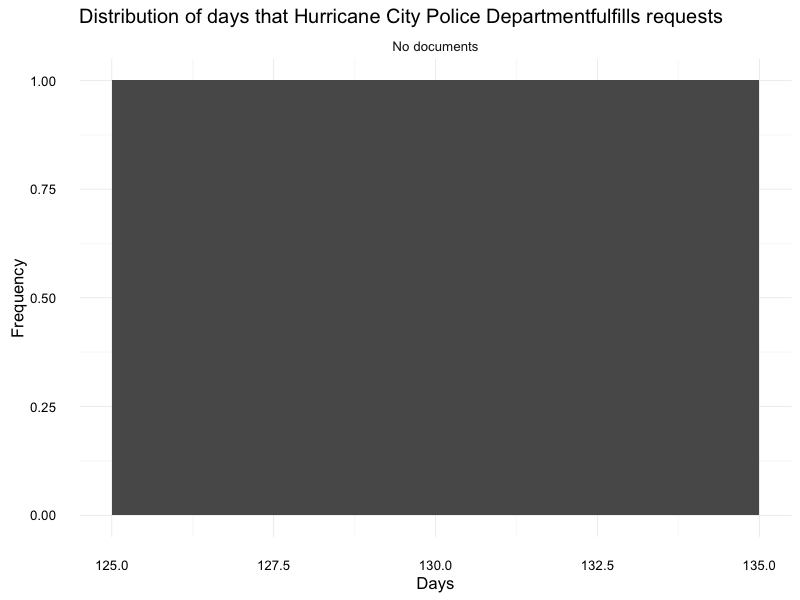 Distribution of days that Hurricane City Police Departmentfulfills requests
No documents
1.00
0.75
0.50
0.25
0.00
Frequency
125.0 127.5 130.0 132.5 135.0
Days